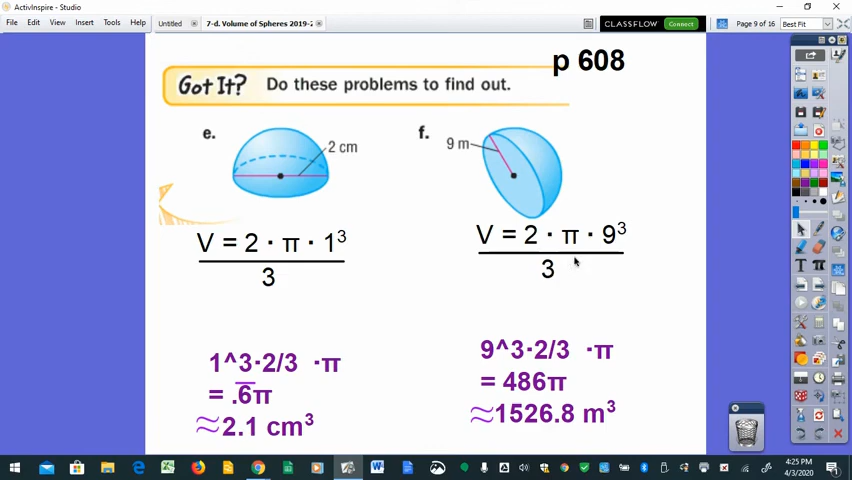 ActivInspire - Studio
File Edit View Insert Tools Help
Untitled
7-d. Volume of Spheres 2019-2
CLASSFLOW
Connect
Page 9 of 16
Best Fit
p 608
Got It? Do these problems to find out.
e.
2 cm
f.
9 m
V = 2 · π · 1³
3
V = 2 · π · 9³
3
1^3·2/3 ·π
= .6̅π
≈2.1 cm³
9^3·2/3 ·π
= 486π
≈1526.8 m³
4:25 PM
4/3/2020